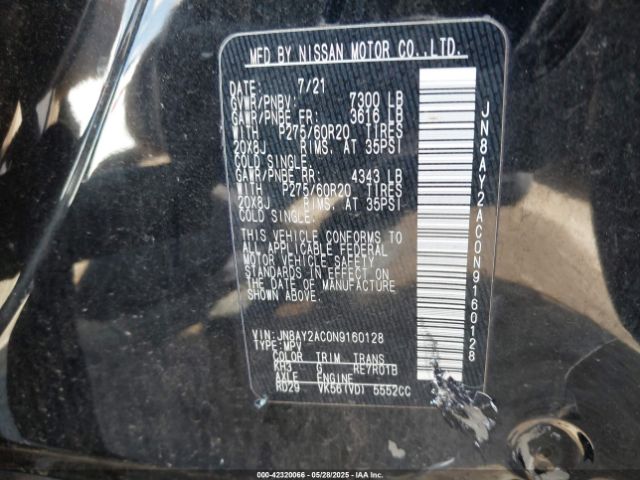 MFD BY NISSAN MOTOR CO.,LTD.
DATE: 7/21
GVWR/PNBV: 7300 LB
GAWR/PNBE FR: 3616 LB
WITH P275/60R20 TIRES
20X8J RIMS. AT 35PSI
COLD SINGLE.
GAWR/PNBE RR: 4343 LB
WITH P275/60R20 TIRES
20X8J RIMS. AT 35PSI
COLD SINGLE.
THIS VEHICLE CONFORMS TO
ALL APPLICABLE FEDERAL
MOTOR VEHICLE SAFETY
STANDARDS IN EFFECT ON
THE DATE OF MANUFACTURE
SHOWN ABOVE.
VIN: JN8AY2AC0N9160128
TYPE: MPV
COLOR TRIM TRANS
KH3 G RE7R01B
AXLE ENGINE
RD29 VK56(VD) 5552CC
JN8AY2AC0N9160128
000-42320066 | 05/28/2025 | IAAI.COM